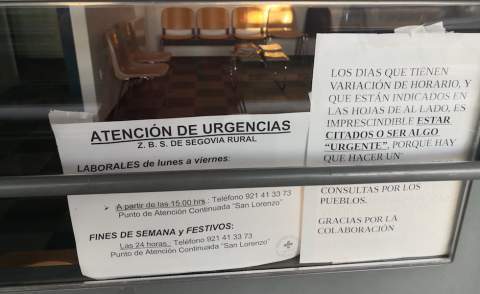 ATENCIÓN DE URGENCIAS
Z. B. S. DE SEGOVIA RURAL
LABORALES de lunes a viernes:
A partir de las 15:00 hrs.: Teléfono 921 41 33 73
Punto de Atención Continuada "San Lorenzo"
FINES DE SEMANA y FESTIVOS:
Las 24 horas.: Teléfono 921 41 33 73
Punto de Atención Continuada "San Lorenzo"
LOS DIAS QUE TIENEN
VARIACIÓN DE HORARIO, Y
QUE ESTÁN INDICADOS EN
LAS HOJAS DE AL LADO, ES
IMPRESCINDIBLE ESTAR
CITADOS O SER ALGO
"URGENTE", PORQUE HAY
QUE HACER UN
CONSULTAS POR LOS
PUEBLOS.
GRACIAS POR LA
COLABORACIÓN